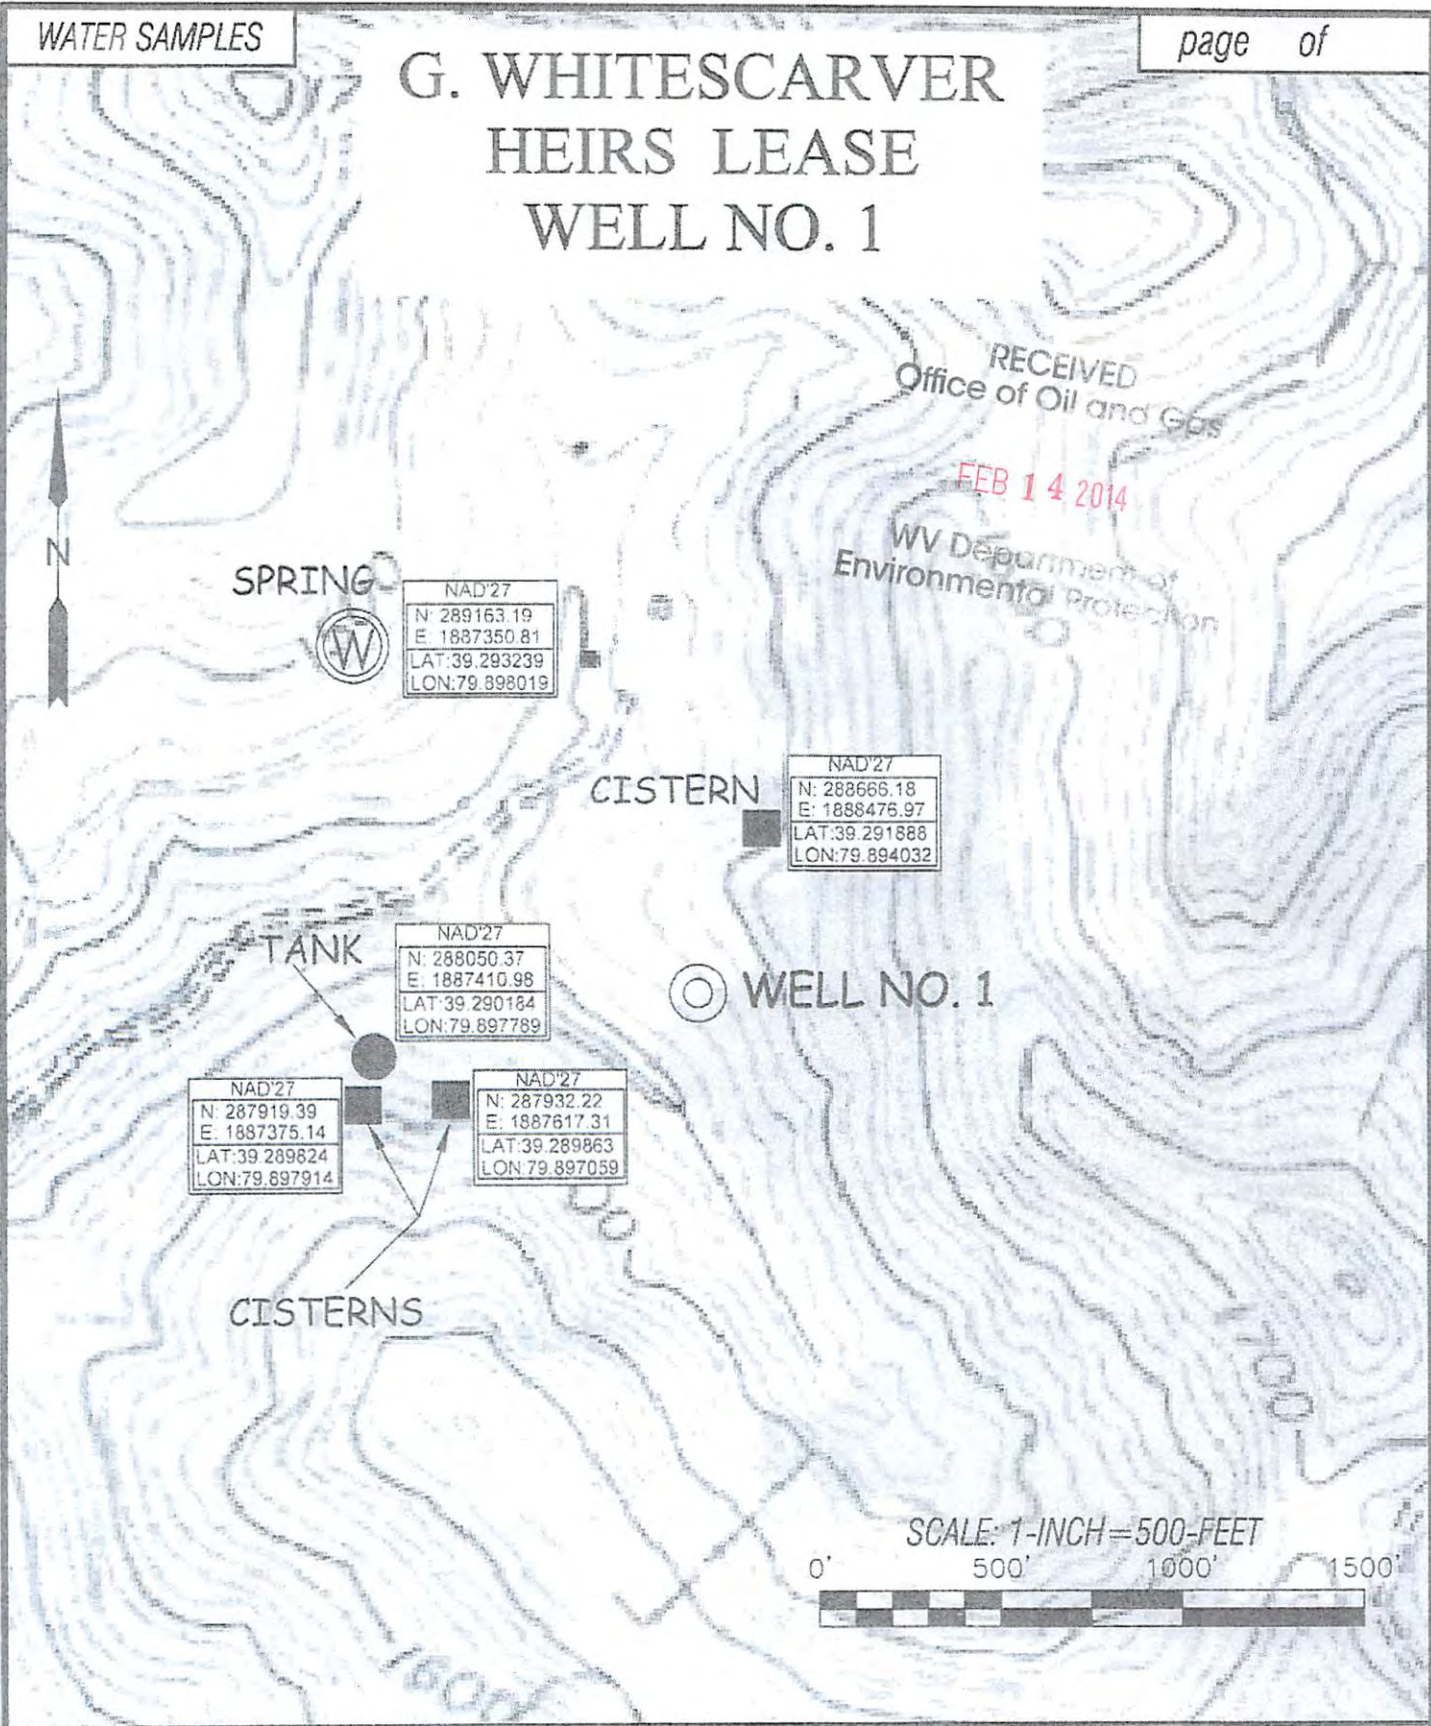 WATER SAMPLES
page of
G. WHITESCARVER
HEIRS LEASE
WELL NO. 1
RECEIVED
Office of Oil and Gas
FEB 14 2014
WV Department of
Environmental Protection
N
SPRING
W
NAD'27
N: 289163.19
E: 1887350.81
LAT:39.293239
LON:79.898019
CISTERN
NAD'27
N: 288666.18
E: 1888476.97
LAT:39.291888
LON:79.894032
TANK
NAD'27
N: 288050.37
E: 1887410.98
LAT:39.290184
LON:79.897789
WELL NO. 1
NAD'27
N: 287919.39
E: 1887375.14
LAT:39.289824
LON:79.897914
NAD'27
N: 287932.22
E: 1887617.31
LAT:39.289863
LON:79.897059
CISTERNS
SCALE: 1-INCH=500-FEET
0' 500' 1000' 1500'
1600